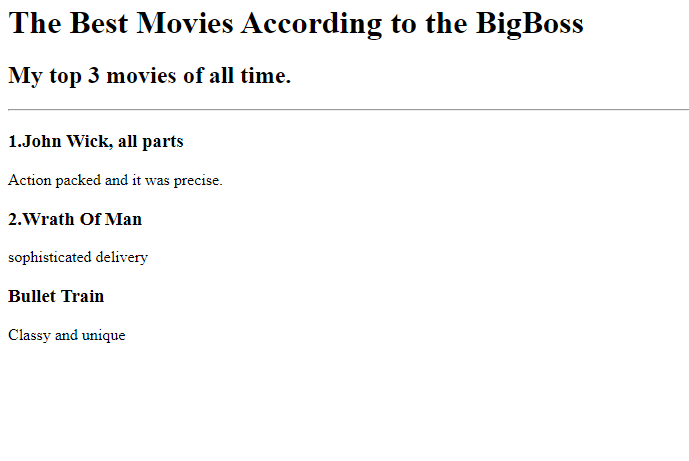 The Best Movies According to the BigBoss
My top 3 movies of all time.
1.John Wick, all parts
Action packed and it was precise.
2.Wrath Of Man
sophisticated delivery
Bullet Train
Classy and unique